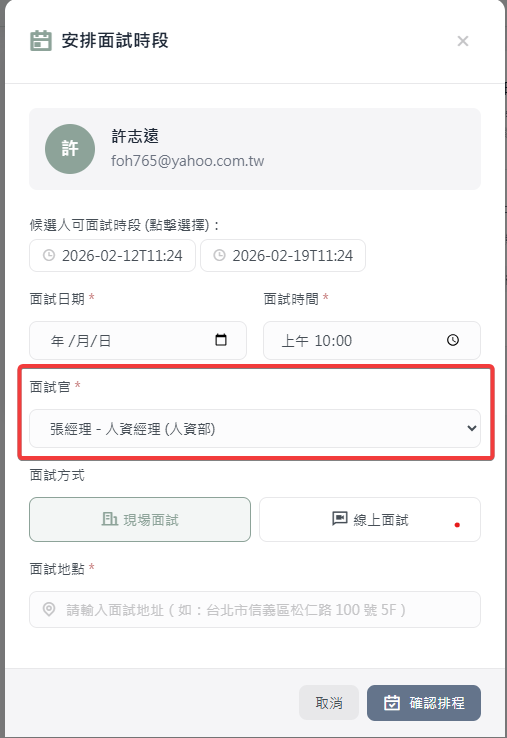 安排面試時段
×
許
許志遠
foh765@yahoo.com.tw
候選人可面試時段 (點擊選擇)：
2026-02-12T11:24
2026-02-19T11:24
面試日期 *
面試時間 *
年 /月/日
上午 10:00
面試官 *
張經理 - 人資經理 (人資部)
面試方式
現場面試
線上面試
面試地點 *
請輸入面試地址（如：台北市信義區松仁路 100 號 5F）
取消
確認排程